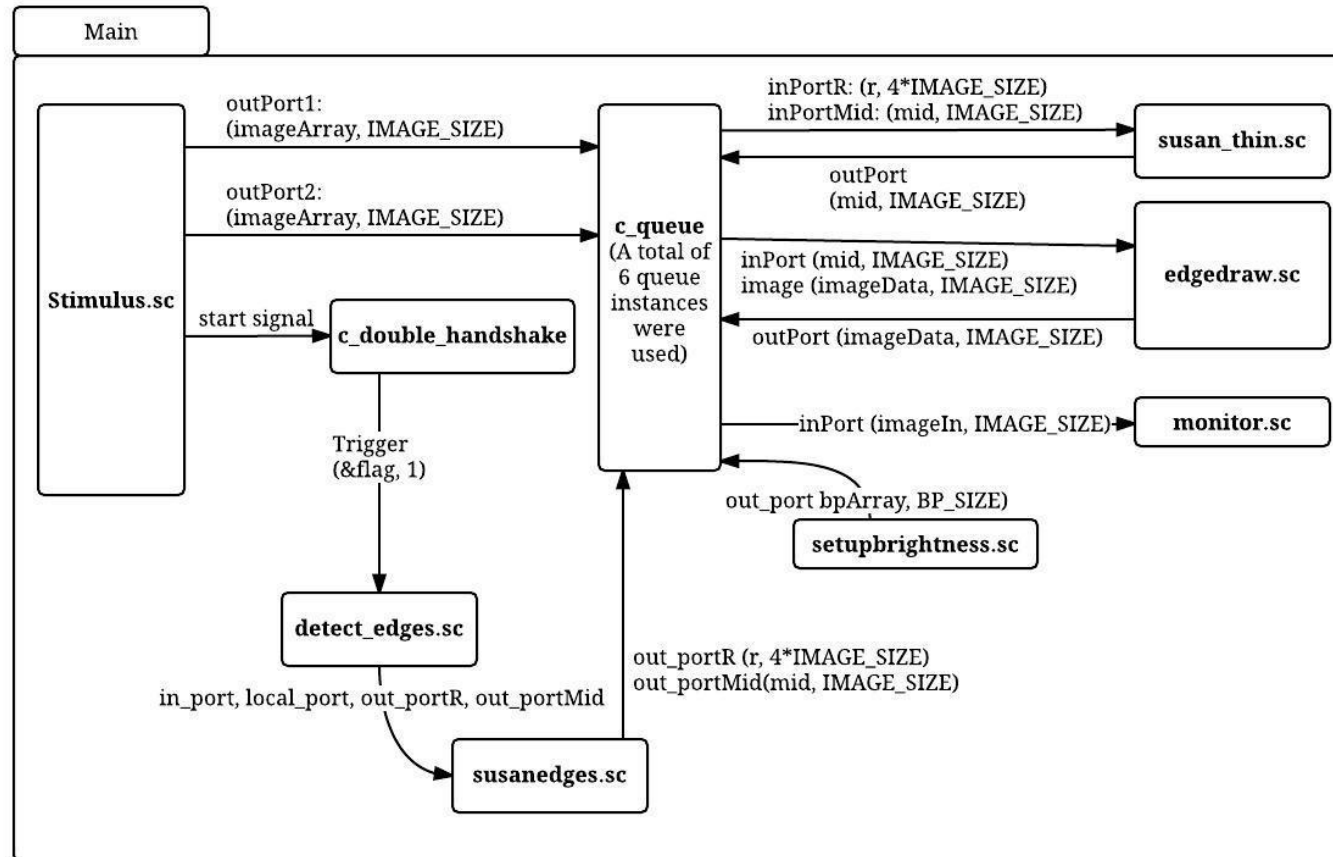 Main
outPort1:
(imageArray, IMAGE_SIZE)
outPort2:
(imageArray, IMAGE_SIZE)
Stimulus.sc
start signal
c_double_handshake
Trigger
(&flag, 1)
detect_edges.sc
in_port, local_port, out_portR, out_portMid
susanedges.sc
out_portR (r, 4*IMAGE_SIZE)
out_portMid(mid, IMAGE_SIZE)
c_queue
(A total of
6 queue
instances
were
used)
inPortR: (r, 4*IMAGE_SIZE)
inPortMid: (mid, IMAGE_SIZE)
susan_thin.sc
outPort
(mid, IMAGE_SIZE)
inPort (mid, IMAGE_SIZE)
image (imageData, IMAGE_SIZE)
edgedraw.sc
outPort (imageData, IMAGE_SIZE)
inPort (imageIn, IMAGE_SIZE)
monitor.sc
out_port bpArray, BP_SIZE)
setupbrightness.sc